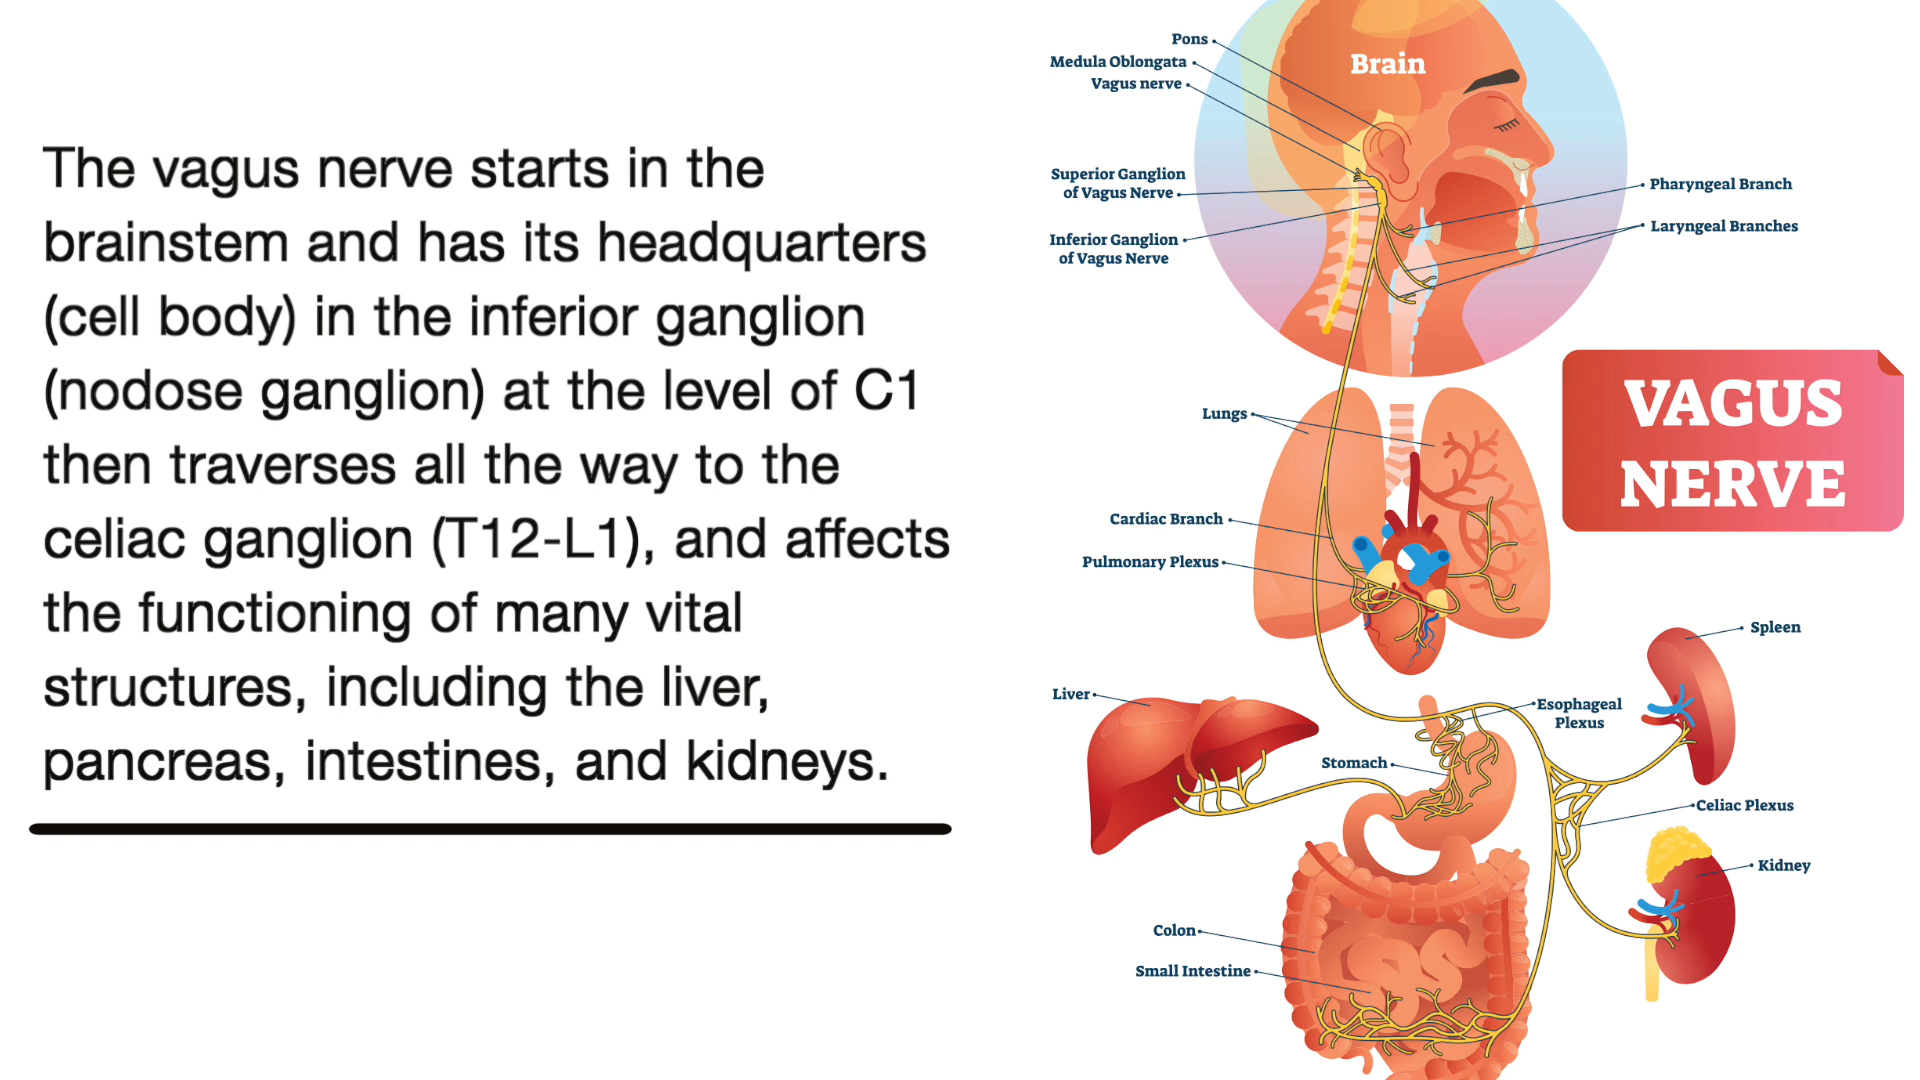 The vagus nerve starts in the
brainstem and has its headquarters
(cell body) in the inferior ganglion
(nodose ganglion) at the level of C1
then traverses all the way to the
celiac ganglion (T12-L1), and affects
the functioning of many vital
structures, including the liver,
pancreas, intestines, and kidneys.
Brain
Pons
Medula Oblongata
Vagus nerve
Superior Ganglion
of Vagus Nerve
Inferior Ganglion
of Vagus Nerve
Pharyngeal Branch
Laryngeal Branches
VAGUS
NERVE
Lungs
Cardiac Branch
Pulmonary Plexus
Spleen
Liver
Esophageal
Plexus
Stomach
Celiac Plexus
Kidney
Colon
Small Intestine